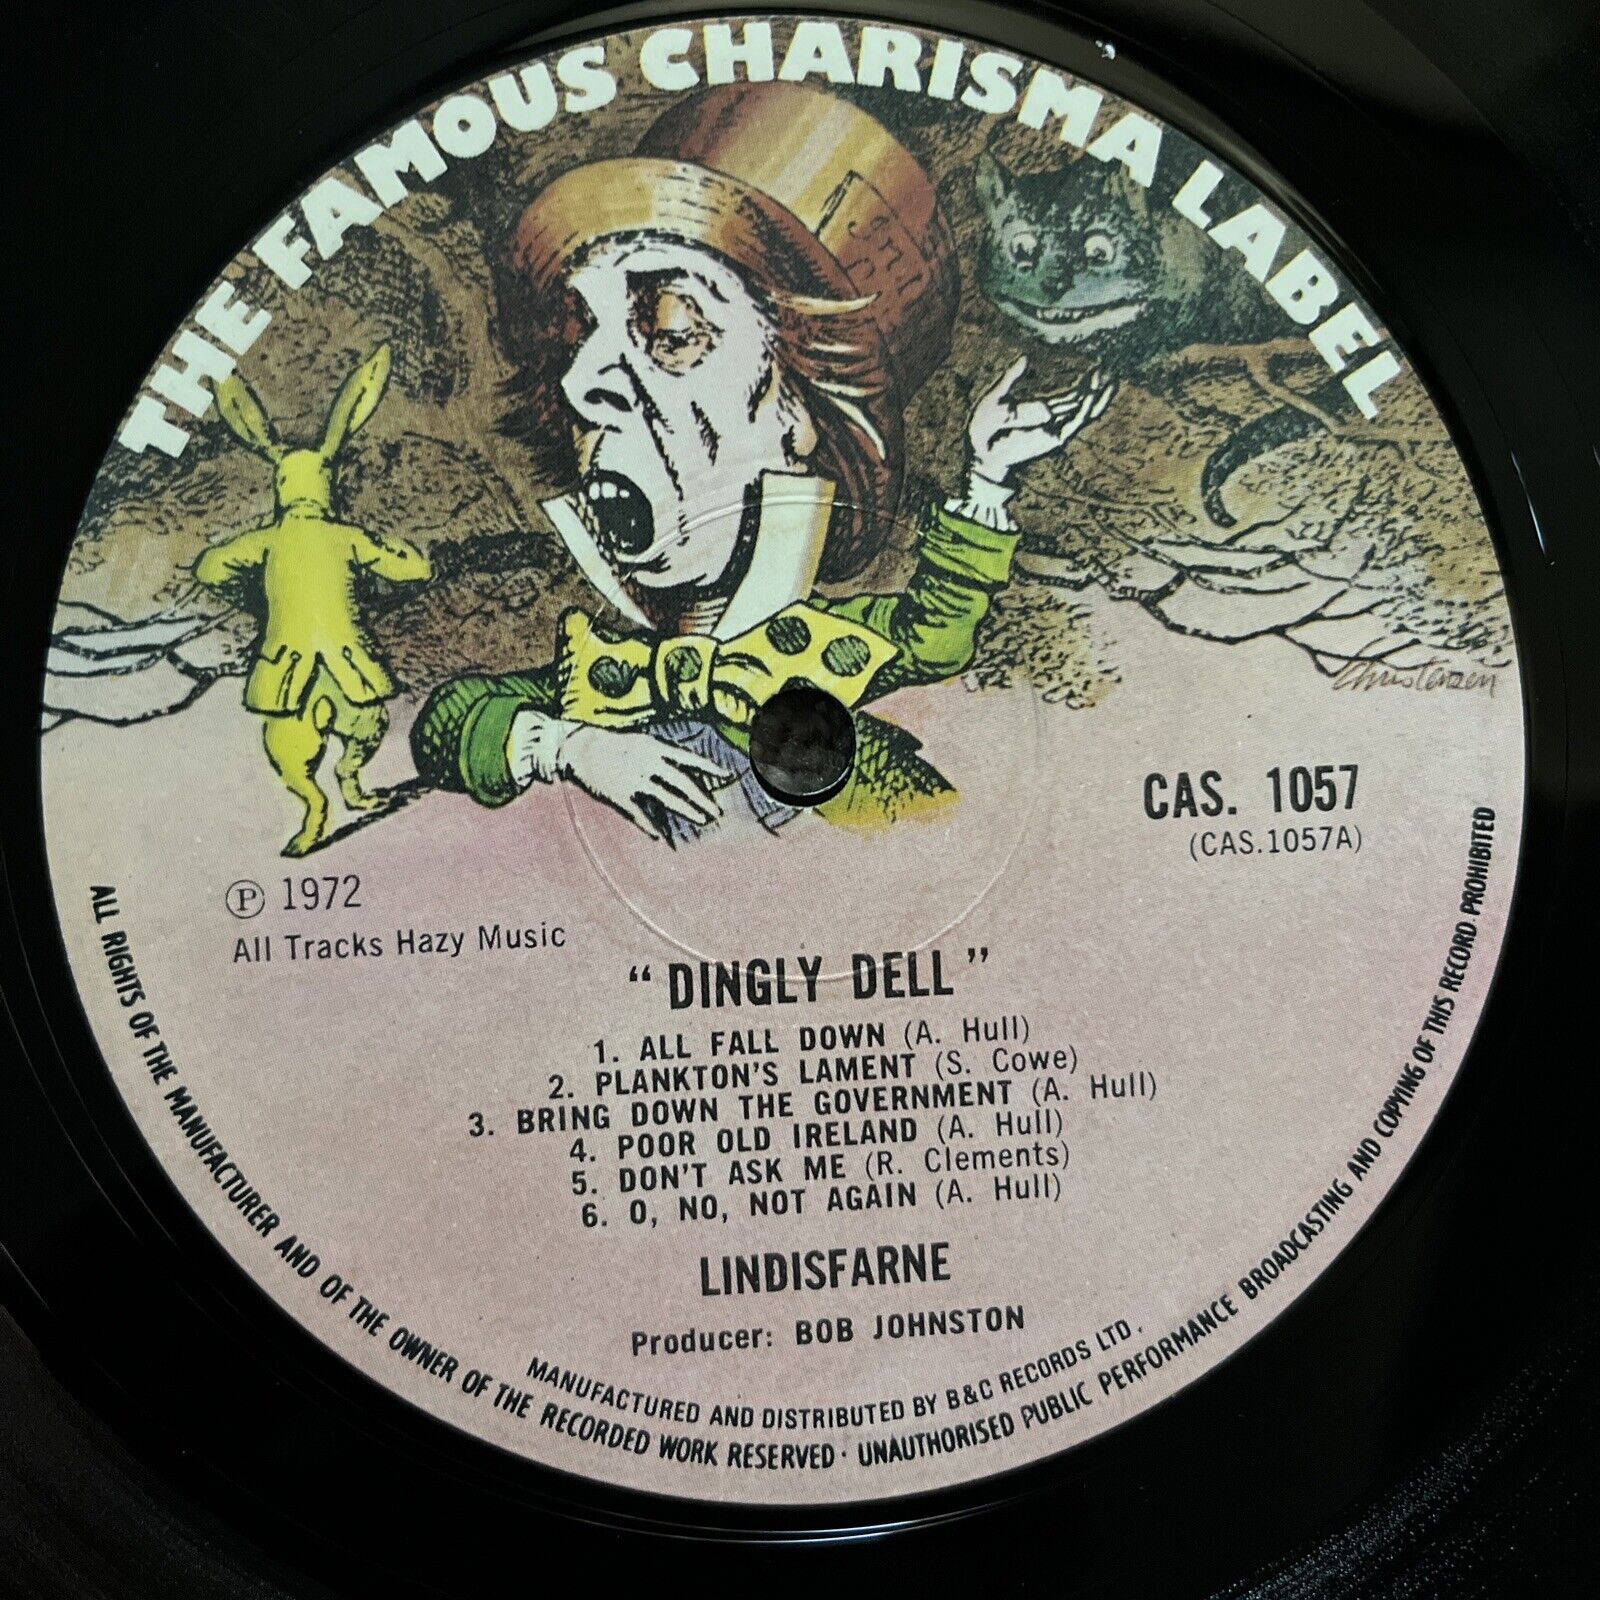 THE FAMOUS CHARISMA LABEL
Christensen
CAS. 1057
(CAS.1057A)
Ⓟ 1972
All Tracks Hazy Music
“DINGLY DELL”
1. ALL FALL DOWN (A. Hull)
2. PLANKTON'S LAMENT (S. Cowe)
3. BRING DOWN THE GOVERNMENT (A. Hull)
4. POOR OLD IRELAND (A. Hull)
5. DON'T ASK ME (R. Clements)
6. O, NO, NOT AGAIN (A. Hull)
LINDISFARNE
Producer: BOB JOHNSTON
MANUFACTURED AND DISTRIBUTED BY B&C RECORDS LTD.
ALL RIGHTS OF THE MANUFACTURER AND OF THE OWNER OF THE RECORDED WORK RESERVED · UNAUTHORISED PUBLIC PERFORMANCE BROADCASTING AND COPYING OF THIS RECORD PROHIBITED